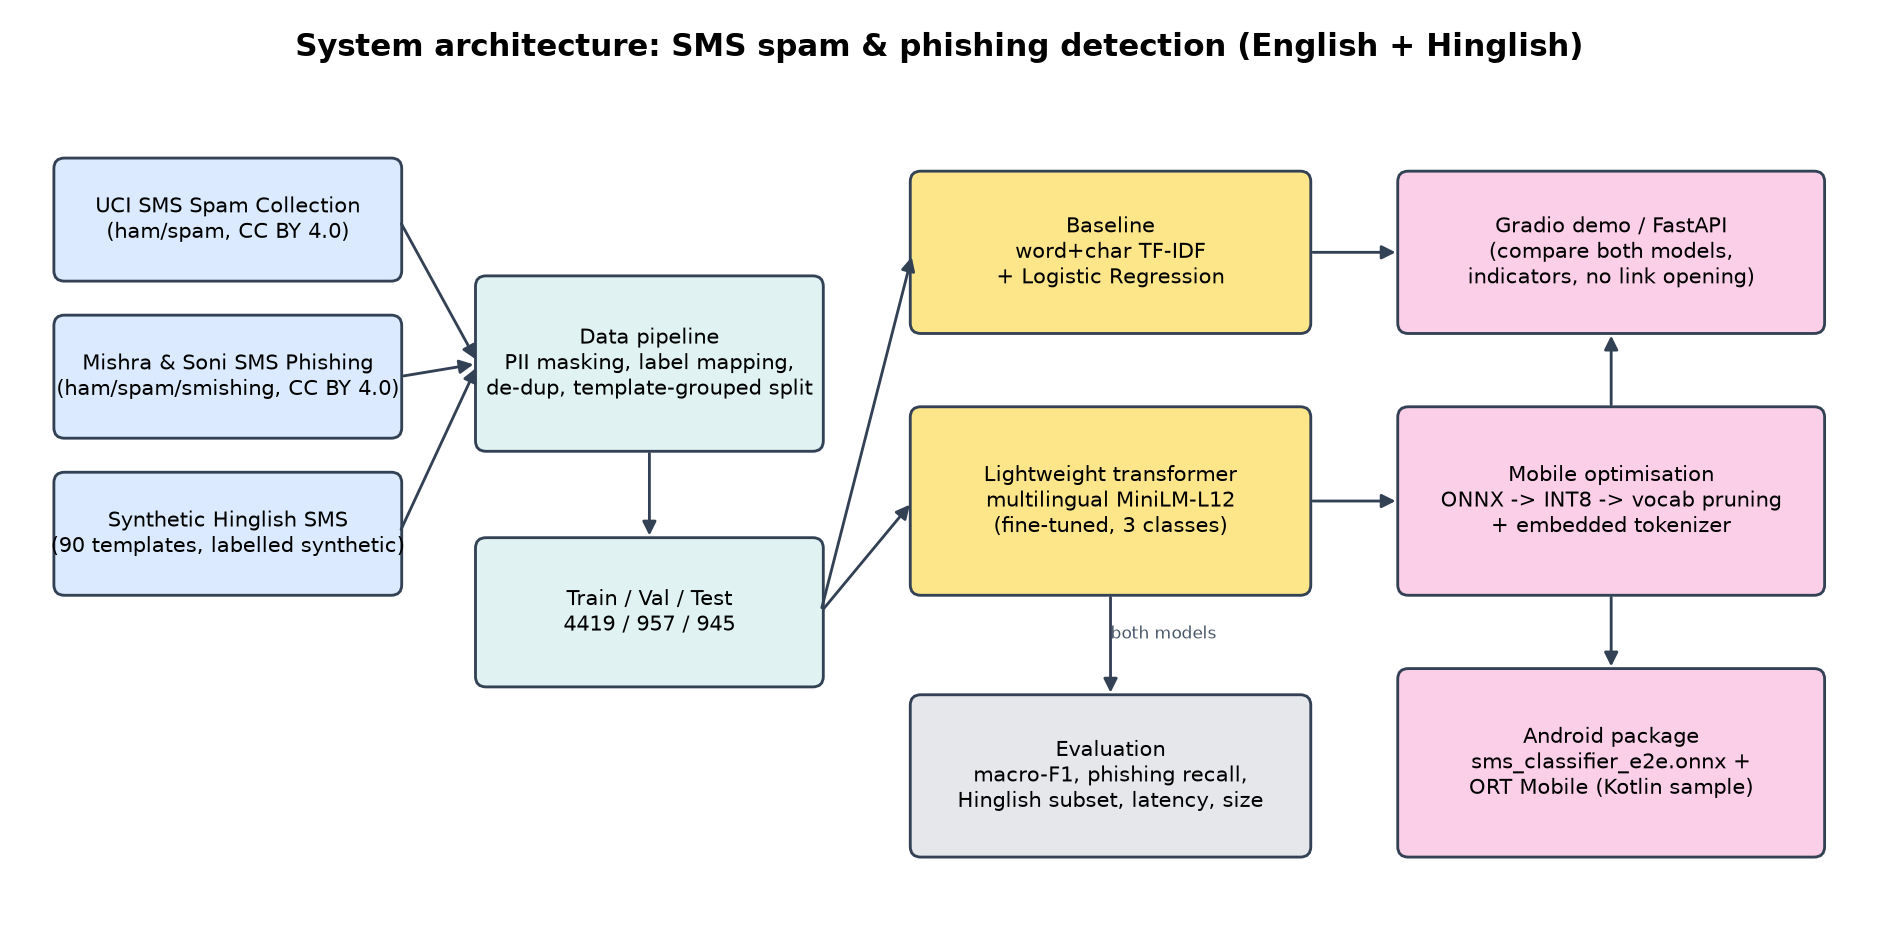 System architecture: SMS spam & phishing detection (English + Hinglish)
UCI SMS Spam Collection
(ham/spam, CC BY 4.0)
Mishra & Soni SMS Phishing
(ham/spam/smishing, CC BY 4.0)
Synthetic Hinglish SMS
(90 templates, labelled synthetic)
Data pipeline
PII masking, label mapping,
de-dup, template-grouped split
Train / Val / Test
4419 / 957 / 945
Baseline
word+char TF-IDF
+ Logistic Regression
Lightweight transformer
multilingual MiniLM-L12
(fine-tuned, 3 classes)
both models
Evaluation
macro-F1, phishing recall,
Hinglish subset, latency, size
Gradio demo / FastAPI
(compare both models,
indicators, no link opening)
Mobile optimisation
ONNX -> INT8 -> vocab pruning
+ embedded tokenizer
Android package
sms_classifier_e2e.onnx +
ORT Mobile (Kotlin sample)